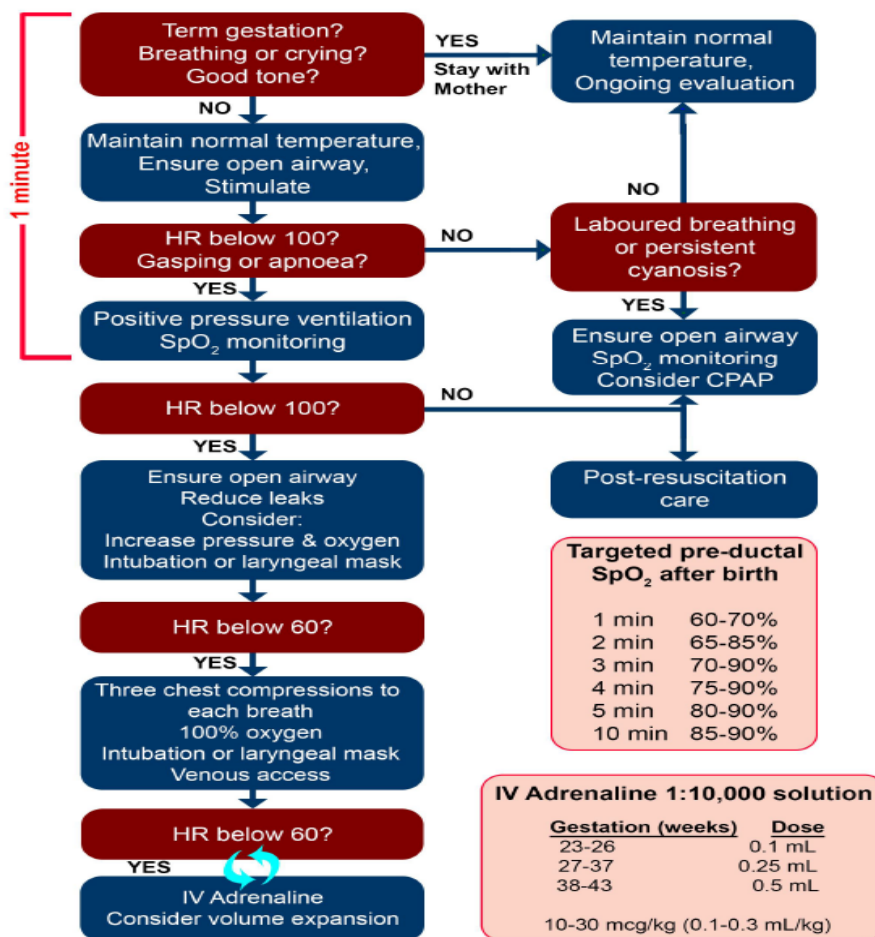 1 minute
Term gestation?
Breathing or crying?
Good tone?
YES
Stay with
Mother
Maintain normal
temperature,
Ongoing evaluation
NO
Maintain normal temperature,
Ensure open airway,
Stimulate
NO
HR below 100?
Gasping or apnoea?
NO
Laboured breathing
or persistent
cyanosis?
YES
YES
Positive pressure ventilation
SpO₂ monitoring
Ensure open airway
SpO₂ monitoring
Consider CPAP
HR below 100?
NO
YES
Post-resuscitation
care
Ensure open airway
Reduce leaks
Consider:
Increase pressure & oxygen
Intubation or laryngeal mask
HR below 60?
YES
Three chest compressions to
each breath
100% oxygen
Intubation or laryngeal mask
Venous access
HR below 60?
YES
IV Adrenaline
Consider volume expansion
Targeted pre-ductal
SpO₂ after birth
1 min 60-70%
2 min 65-85%
3 min 70-90%
4 min 75-90%
5 min 80-90%
10 min 85-90%
IV Adrenaline 1:10,000 solution
Gestation (weeks) Dose
23-26 0.1 mL
27-37 0.25 mL
38-43 0.5 mL
10-30 mcg/kg (0.1-0.3 mL/kg)